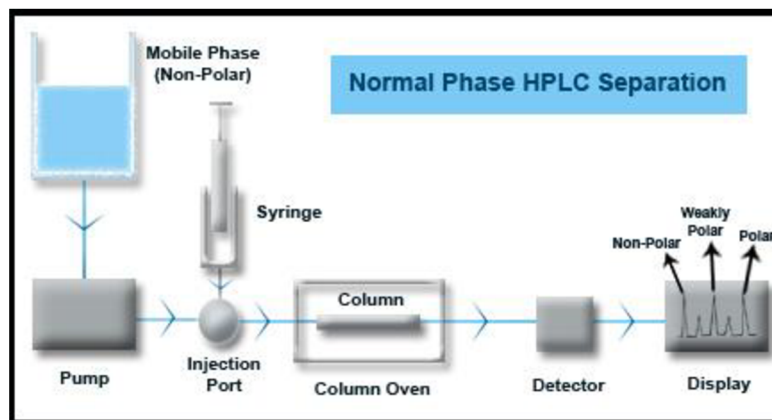 Mobile Phase
(Non-Polar)
Normal Phase HPLC Separation
Syringe
Weakly
Polar
Non-Polar
Polar
Column
Pump
Injection
Port
Column Oven
Detector
Display